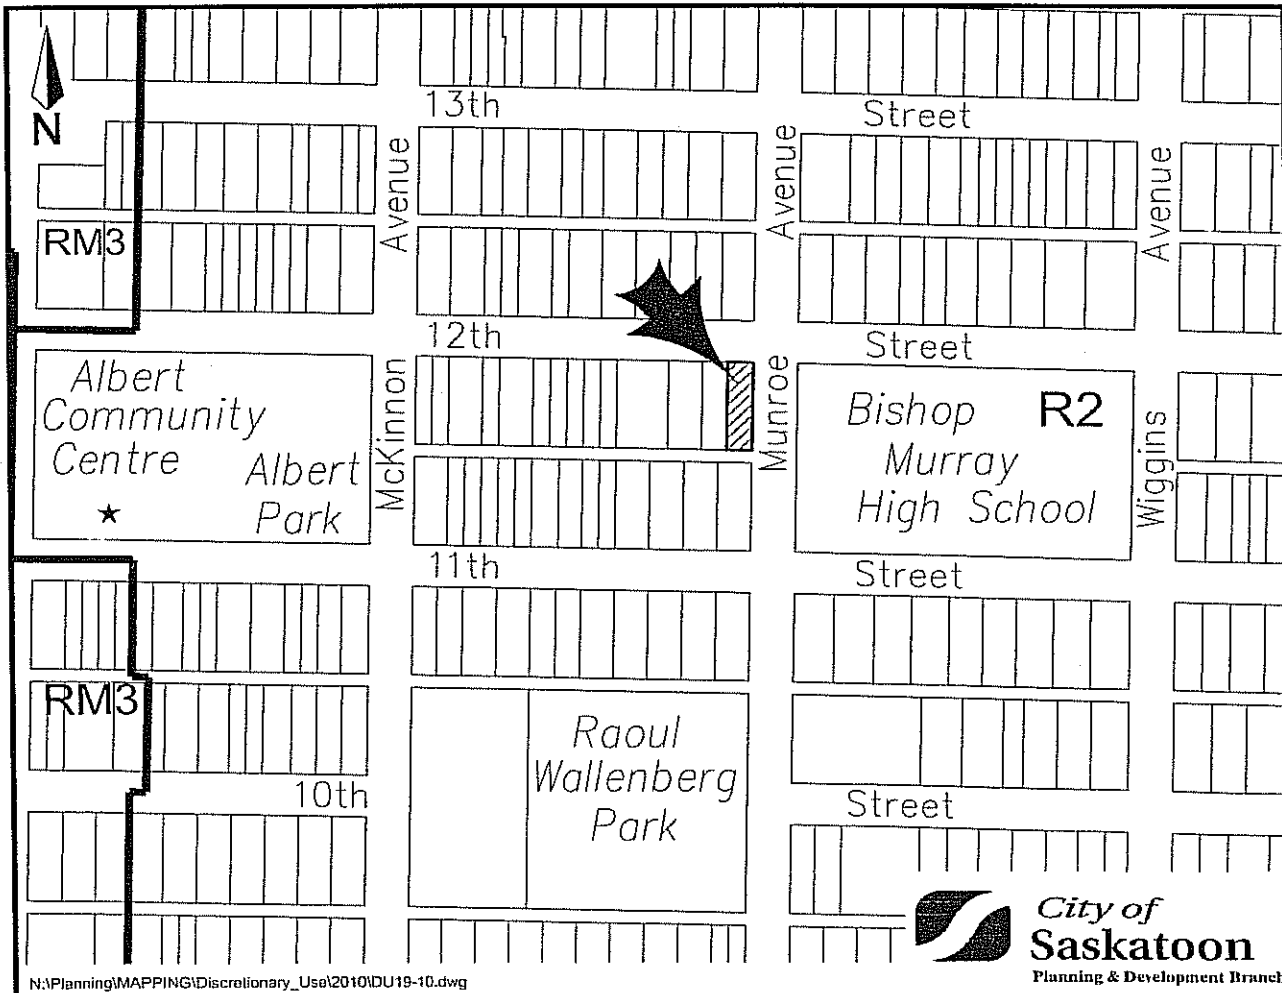 N
13th
Street
Avenue
Avenue
Avenue
RM3
12th
Street
Albert
Community
Centre
Albert
Park
McKinnon
Munroe
Bishop
Murray
High School
R2
Wiggins
11th
Street
RM3
Raoul
Wallenberg
Park
10th
Street
City of
Saskatoon
Planning & Development Branch
N:\Planning\MAPPING\Discretionary_Use\2010\DU19-10.dwg